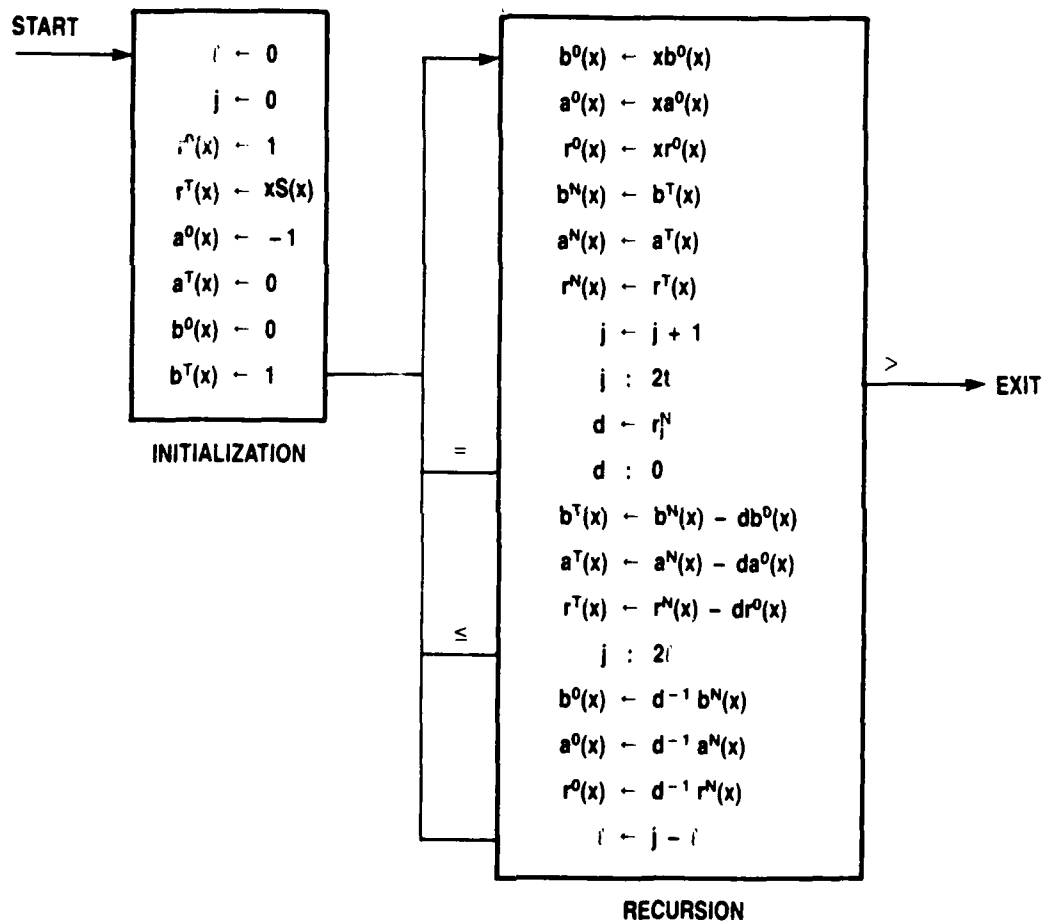 START
ℓ ← 0
j ← 0
r⁰(x) ← 1
rᵀ(x) ← xS(x)
a⁰(x) ← -1
aᵀ(x) ← 0
b⁰(x) ← 0
bᵀ(x) ← 1
INITIALIZATION
b⁰(x) ← xb⁰(x)
a⁰(x) ← xa⁰(x)
r⁰(x) ← xr⁰(x)
bᴺ(x) ← bᵀ(x)
aᴺ(x) ← aᵀ(x)
rᴺ(x) ← rᵀ(x)
j ← j + 1
j : 2t
>
EXIT
d ← rⱼᴺ
d : 0
=
bᵀ(x) ← bᴺ(x) - db⁰(x)
aᵀ(x) ← aᴺ(x) - da⁰(x)
rᵀ(x) ← rᴺ(x) - dr⁰(x)
≤
j : 2ℓ
b⁰(x) ← d⁻¹ bᴺ(x)
a⁰(x) ← d⁻¹ aᴺ(x)
r⁰(x) ← d⁻¹ rᴺ(x)
ℓ ← j - ℓ
RECURSION